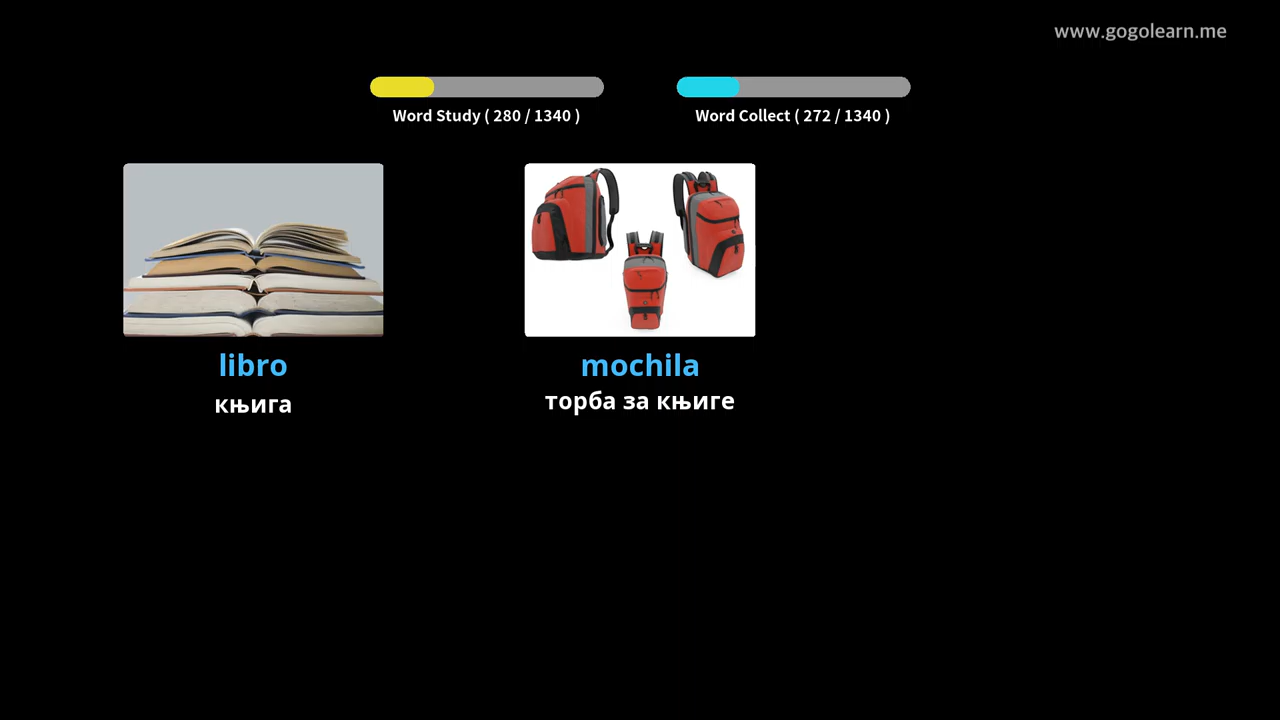 www.gogolearn.me
Word Study ( 280 / 1340 )
Word Collect ( 272 / 1340 )
libro
књига
mochila
торба за књиге